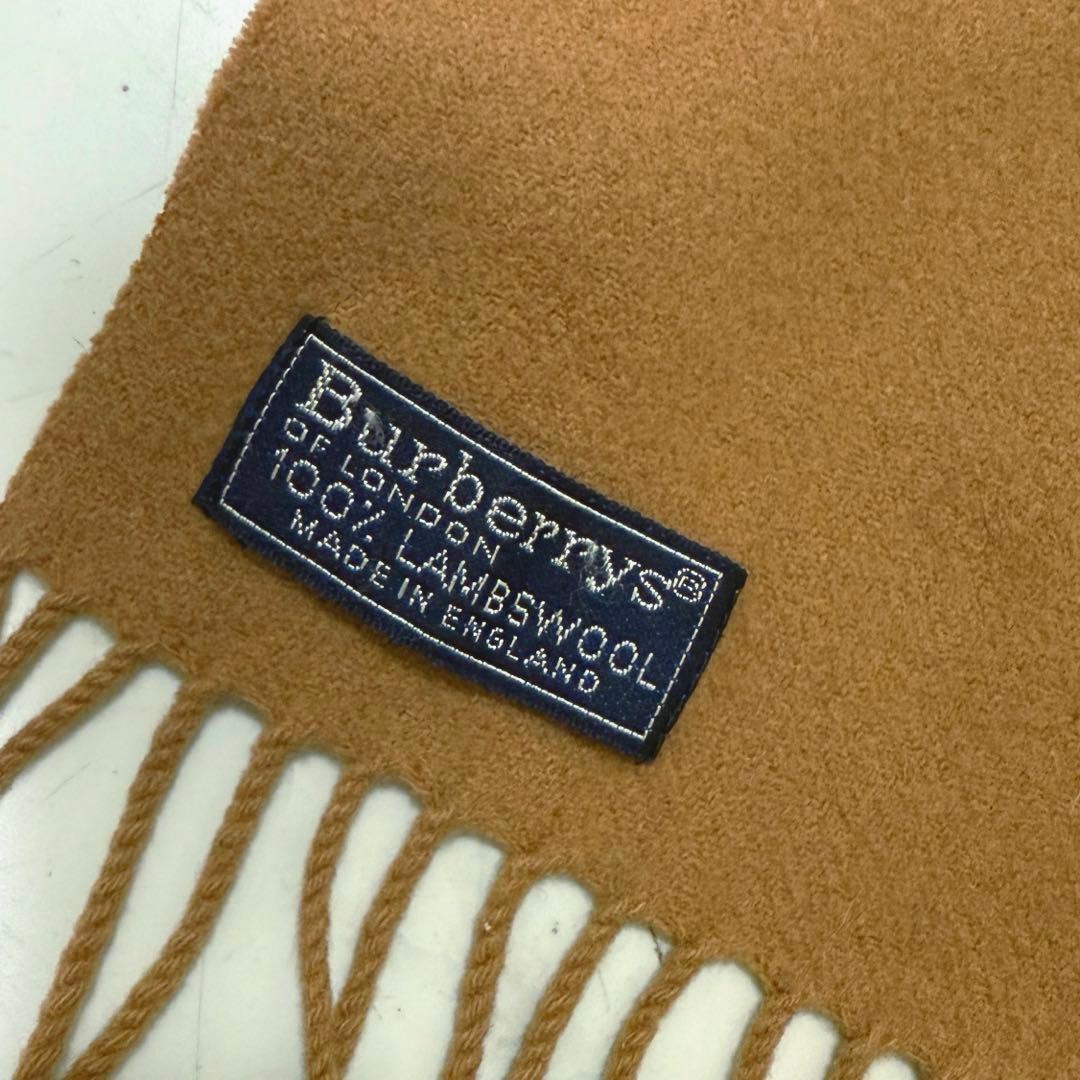 Burberrys®
OF LONDON
100% LAMBSWOOL
MADE IN ENGLAND